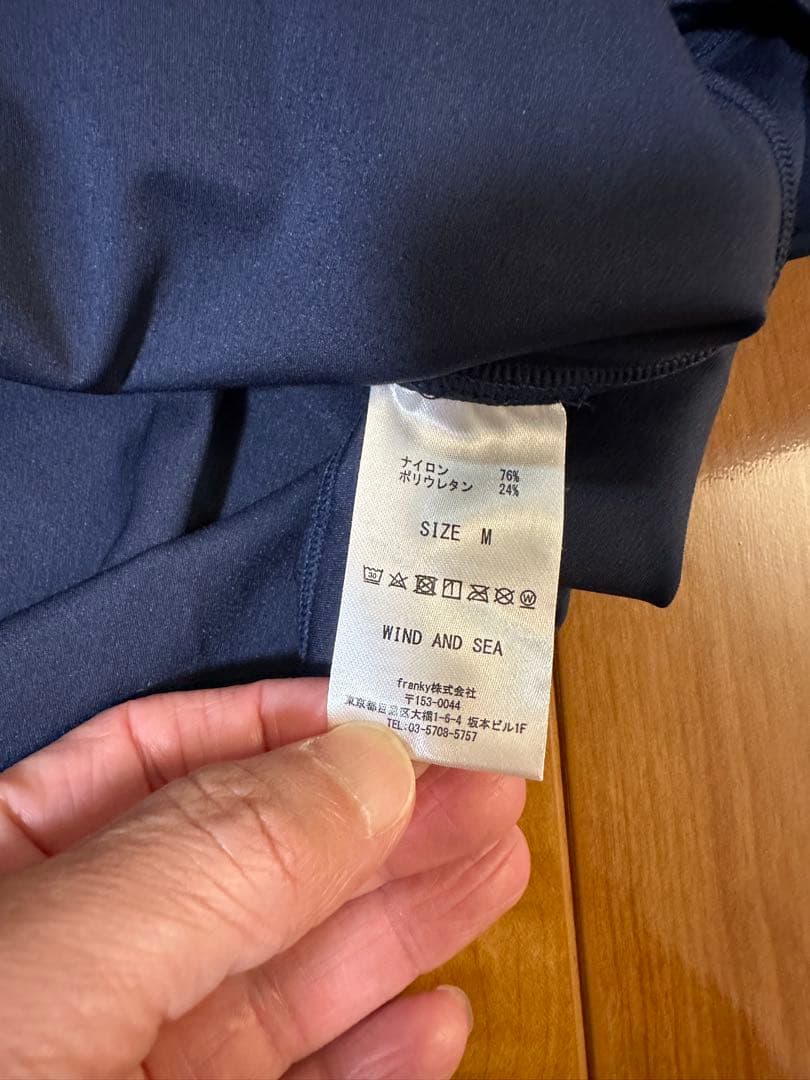 ナイロン 76%
ポリウレタン 24%
SIZE M
30
W
WIND AND SEA
franky株式会社
〒153-0044
東京都目黒区大橋1-6-4 坂本ビル1F
TEL:03-5708-5757